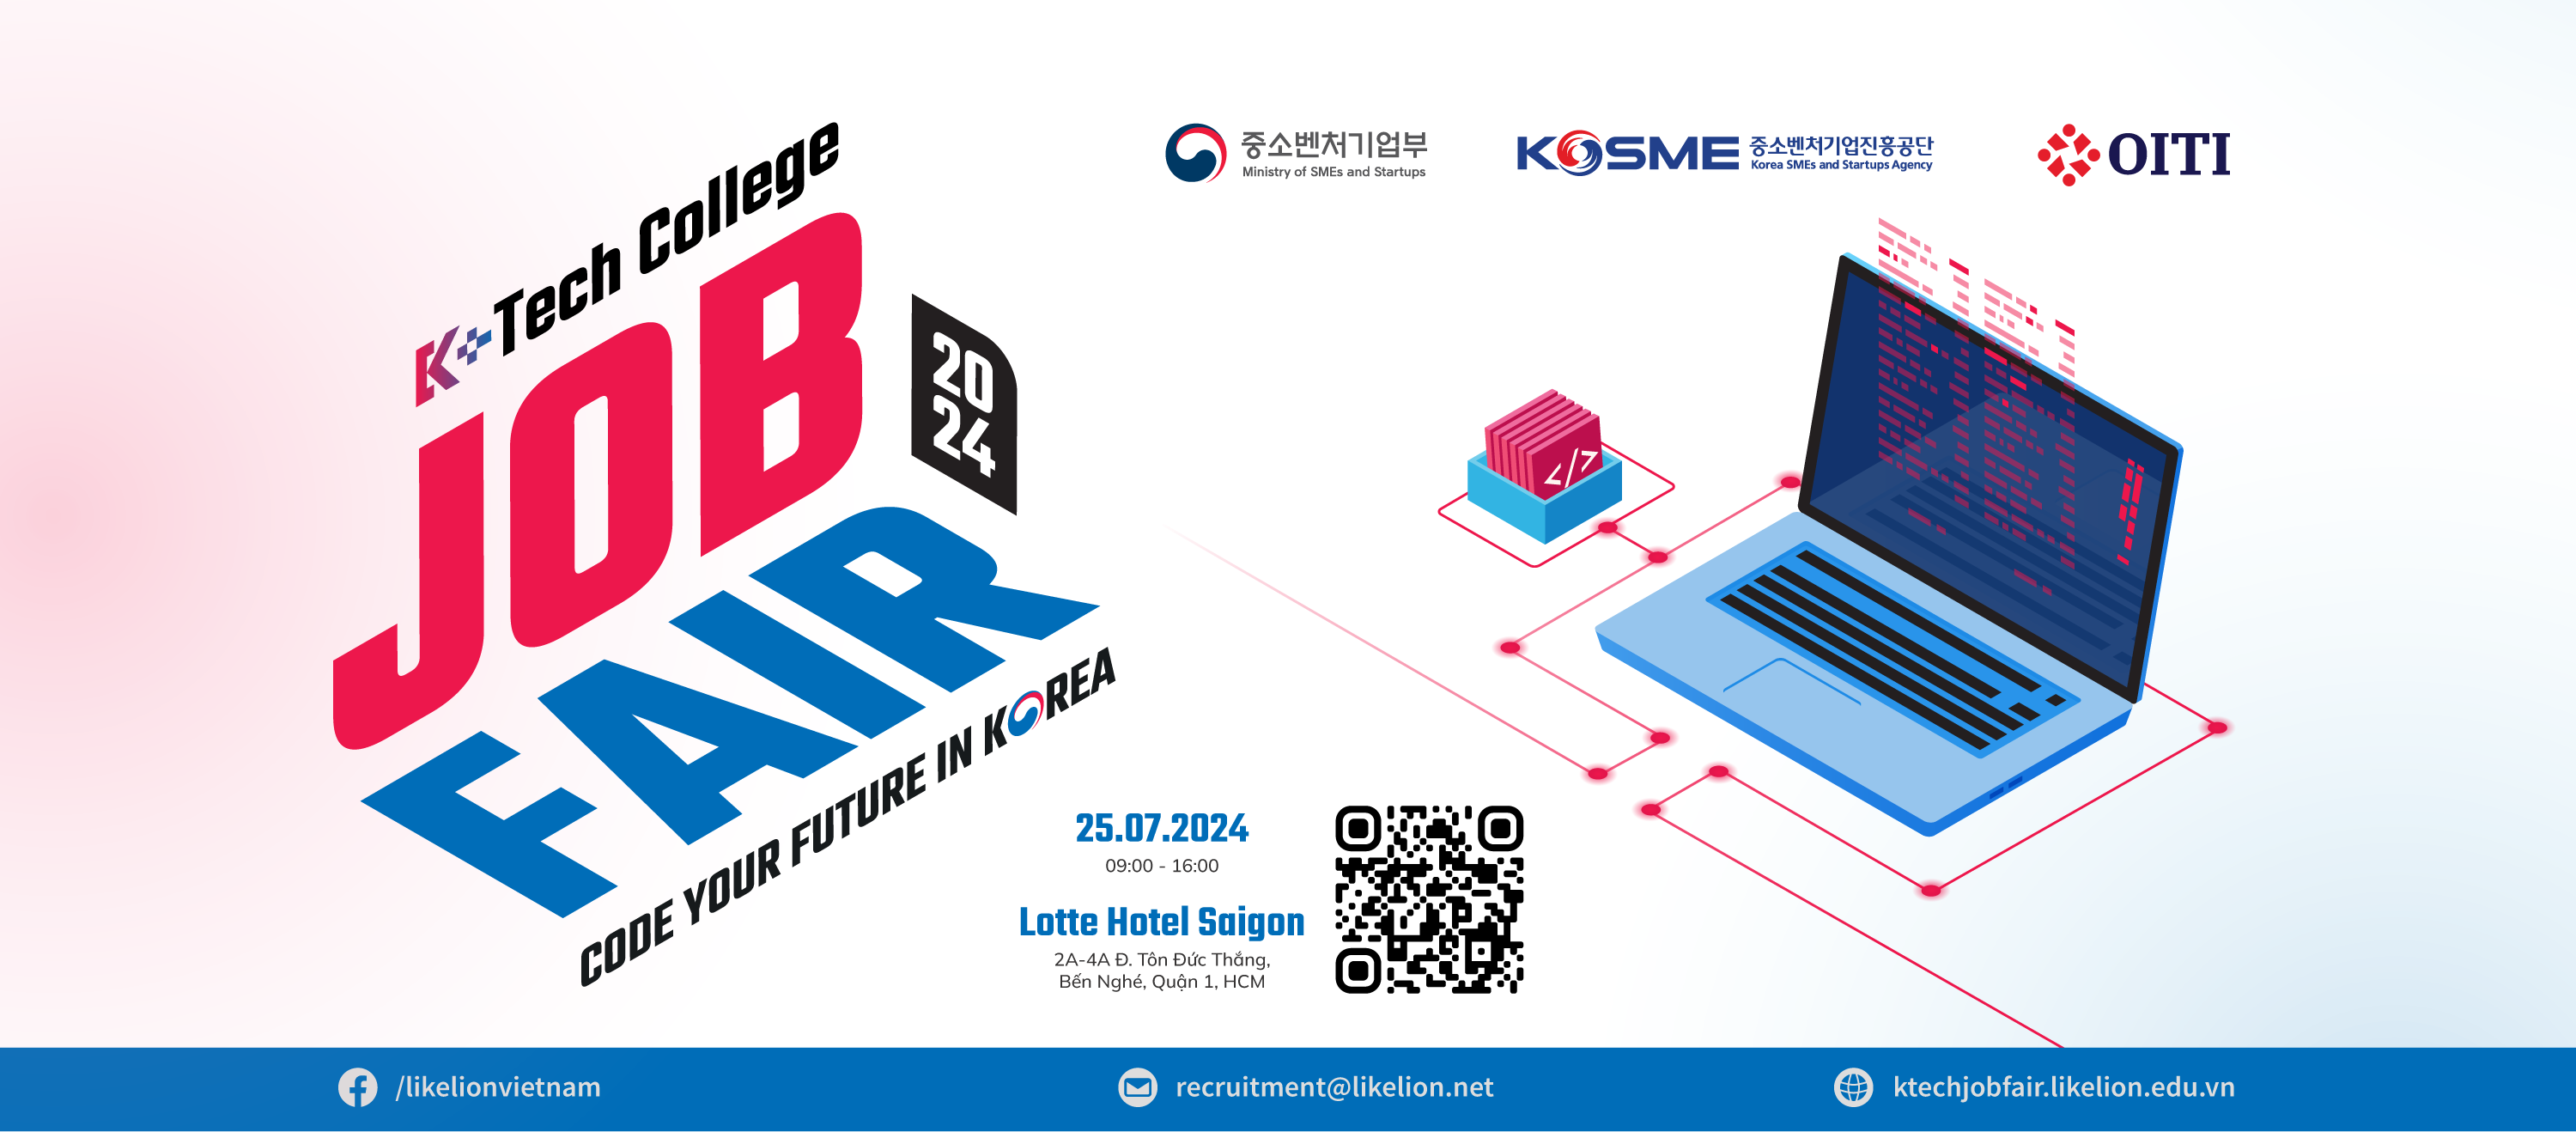 K+Tech College
JOB
FAIR
20
24
CODE YOUR FUTURE IN KOREA
중소벤처기업부
Ministry of SMEs and Startups
KOSME 중소벤처기업진흥공단
Korea SMEs and Startups Agency
OITI
</>
25.07.2024
09:00 - 16:00
Lotte Hotel Saigon
2A-4A Đ. Tôn Đức Thắng,
Bến Nghé, Quận 1, HCM
/likelionvietnam
recruitment@likelion.net
ktechjobfair.likelion.edu.vn